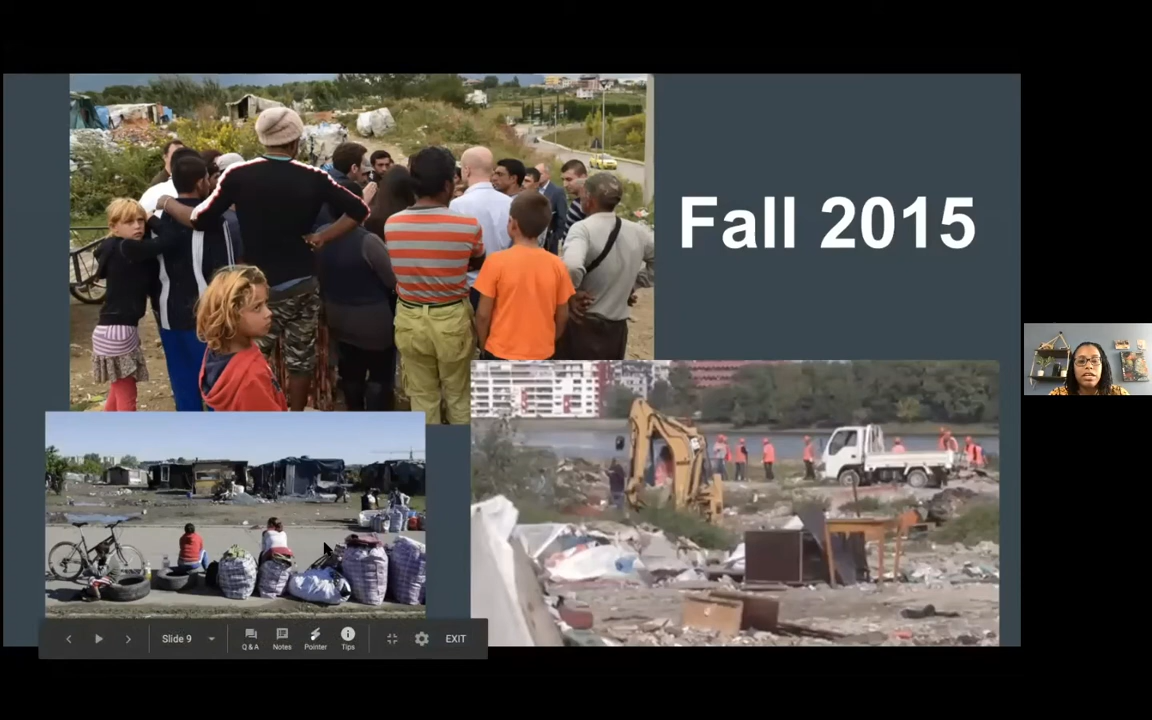 Fall 2015
Slide 9
Q & A
Notes
Pointer
Tips
EXIT